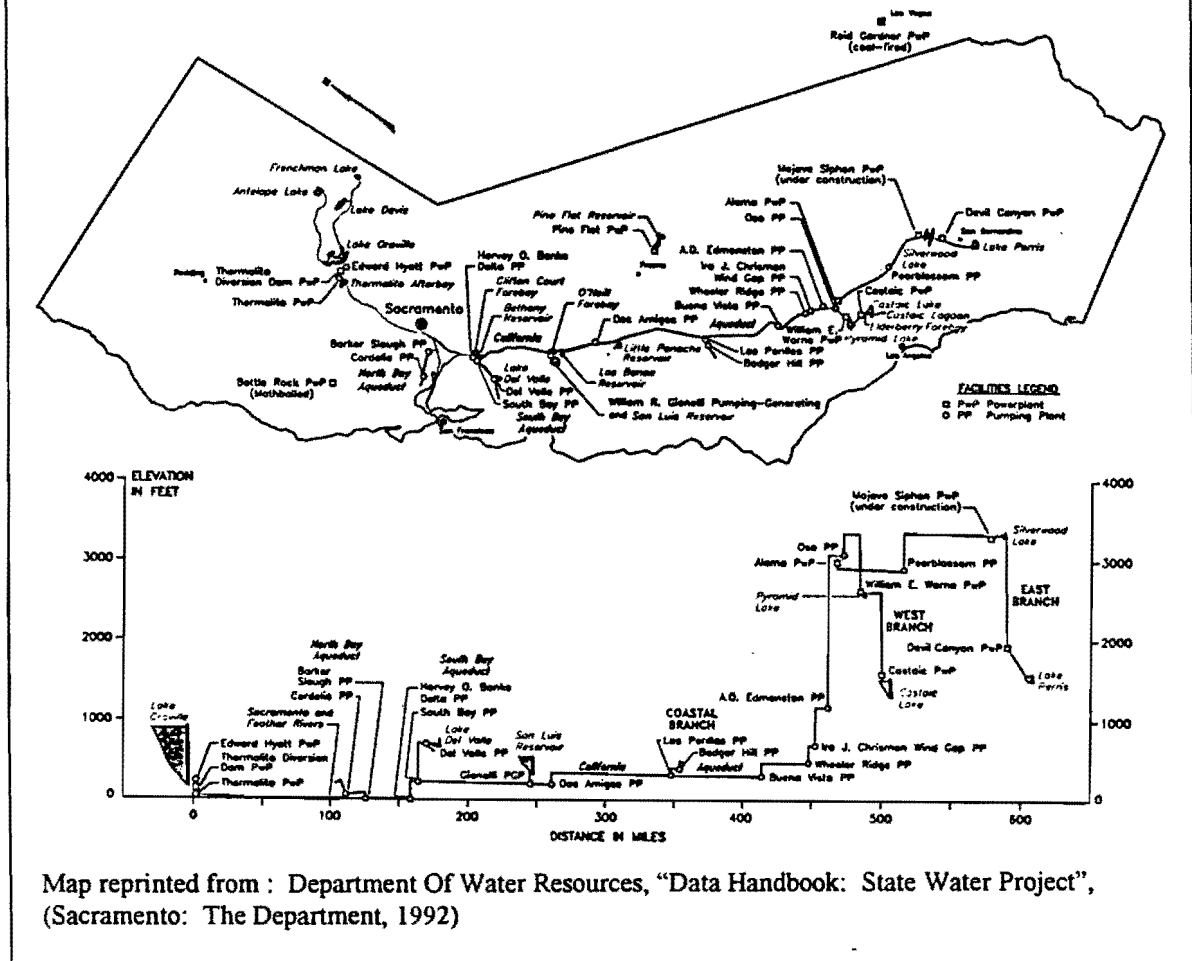 Las Vegas
Reid Gardner PwP
(coal-fired)
Mojave Siphon PwP
(under construction)
Frenchman Lake
Antelope Lake
Lake Davis
Alamo PwP
Oso PP
Devil Canyon PwP
San Bernardino
Lake Perris
Pine Flat Reservoir
Pine Flat PwP
Fresno
Lake Oroville
Edward Hyatt PwP
Redding
Thermalito
Diversion Dam PwP
Thermalito Afterbay
Thermalito PwP
Harvey O. Banks
Delta PP
Clifton Court
Forebay
Bethany
Reservoir
O'Neill
Forebay
A.D. Edmonston PP
Ira J. Chrisman
Wind Gap PP
Wheeler Ridge PP
Buena Vista PP
Silverwood
Lake
Pearblossom PP
Castaic PwP
Castaic Lake
Castaic Lagoon
Elderberry Forebay
Pyramid Lake
William E.
Warne PwP
Los Angeles
Sacramento
California
Dos Amigos PP
Aqueduct
Little Panoche
Reservoir
Las Perillas PP
Badger Hill PP
Los Banos
Reservoir
Barker Slough PP
Cordelia PP
North Bay
Aqueduct
Lake
Del Valle
Del Valle PP
South Bay PP
South Bay
Aqueduct
William R. Gianelli Pumping-Generating
and San Luis Reservoir
Bottle Rock PwP
(Mothballed)
San Francisco
FACILITIES LEGEND
PwP Powerplant
PP Pumping Plant
ELEVATION
IN FEET
4000
3000
2000
1000
0
4000
3000
2000
1000
0
Mojave Siphon PwP
(under construction)
Silverwood
Lake
Oso PP
Alamo PwP
Pearblossom PP
William E. Warne PwP
Pyramid
Lake
WEST
BRANCH
EAST
BRANCH
Devil Canyon PwP
Castaic PwP
Castaic
Lake
Lake
Perris
North Bay
Aqueduct
Barker
Slough PP
Cordelia PP
Sacramento and
Feather Rivers
South Bay
Aqueduct
Harvey O. Banks
Delta PP
South Bay PP
Lake
Del Valle
Del Valle PP
San Luis
Reservoir
Gianelli PGP
California
Dos Amigos PP
COASTAL
BRANCH
Las Perillas PP
Badger Hill PP
Aqueduct
A.D. Edmonston PP
Ira J. Chrisman Wind Gap PP
Wheeler Ridge PP
Buena Vista PP
Lake
Oroville
Edward Hyatt PwP
Thermalito Diversion
Dam PwP
Thermalito PwP
0 100 200 300 400 500 600
DISTANCE IN MILES
Map reprinted from : Department Of Water Resources, “Data Handbook: State Water Project”,
(Sacramento: The Department, 1992)